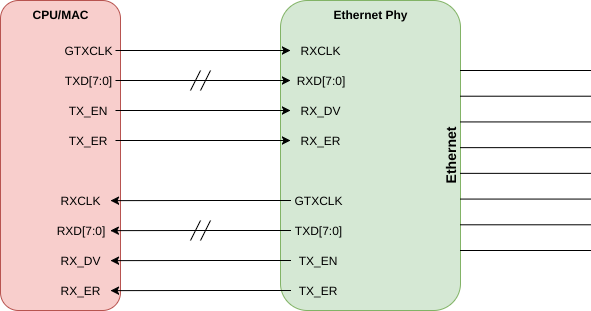 CPU/MAC
Ethernet Phy
GTXCLK
RXCLK
TXD[7:0]
RXD[7:0]
TX_EN
RX_DV
TX_ER
RX_ER
Ethernet
RXCLK
GTXCLK
RXD[7:0]
TXD[7:0]
RX_DV
TX_EN
RX_ER
TX_ER